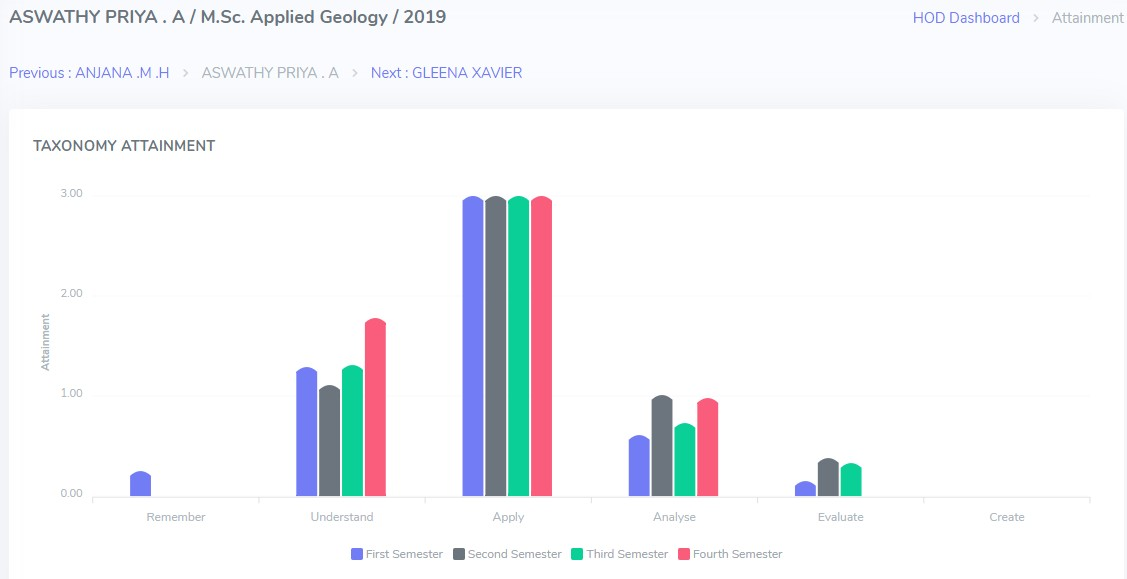 ASWATHY PRIYA . A / M.Sc. Applied Geology / 2019
HOD Dashboard > Attainment
Previous : ANJANA .M .H > ASWATHY PRIYA . A > Next : GLEENA XAVIER
TAXONOMY ATTAINMENT
Attainment
3.00
2.00
1.00
0.00
Remember Understand Apply Analyse Evaluate Create
First Semester Second Semester Third Semester Fourth Semester